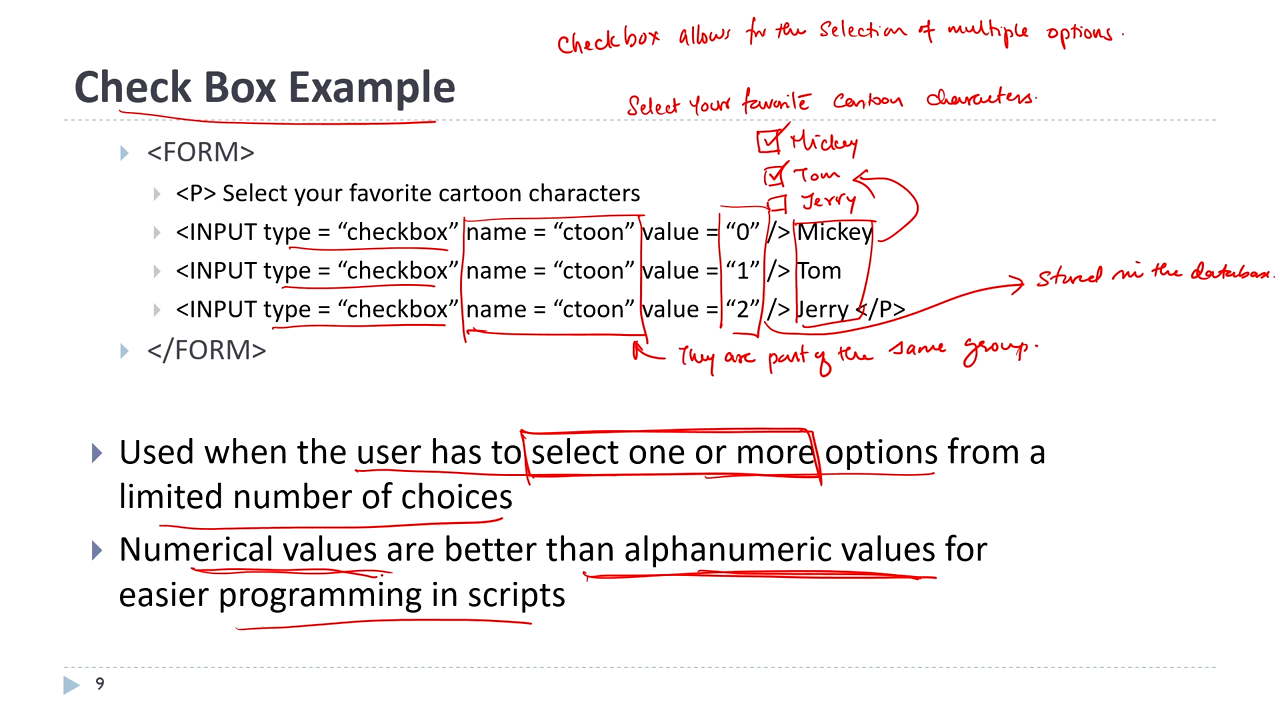 Checkbox allows for the selection of multiple options.
Check Box Example
Select your favorite cartoon characters.
Mickey
Tom
Jerry
<FORM>
<P> Select your favorite cartoon characters
<INPUT type = “checkbox” name = “ctoon” value = “0” /> Mickey
<INPUT type = “checkbox” name = “ctoon” value = “1” /> Tom
Stored in the database.
<INPUT type = “checkbox” name = “ctoon” value = “2” /> Jerry </P>
They are part of the same group.
</FORM>
Used when the user has to select one or more options from a
limited number of choices
Numerical values are better than alphanumeric values for
easier programming in scripts
9